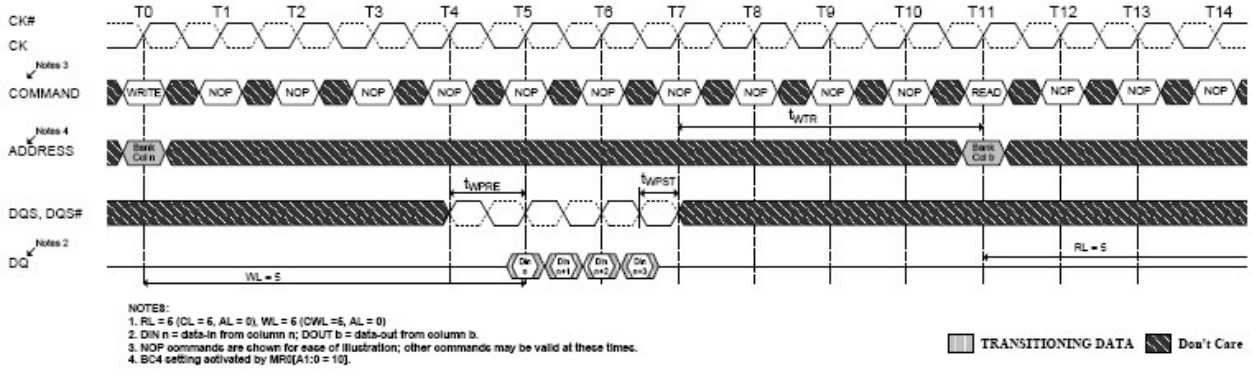 T0 T1 T2 T3 T4 T5 T6 T7 T8 T9 T10 T11 T12 T13 T14
CK#
CK
Notes 3
COMMAND WRITE NOP NOP NOP NOP NOP NOP NOP NOP NOP NOP READ NOP NOP NOP
tWTR
Notes 4
ADDRESS Bank Col n Bank Col b
tWPRE tWPST
DQS, DQS#
Notes 2
DQ Din n Din n+1 Din n+2 Din n+3
WL = 5 RL = 5
NOTES:
1. RL = 5 (CL = 5, AL = 0), WL = 5 (CWL =5, AL = 0)
2. DIN n = data-in from column n; DOUT b = data-out from column b.
3. NOP commands are shown for ease of illustration; other commands may be valid at these times.
4. BC4 setting activated by MR0[A1:0 = 10].
TRANSITIONING DATA Don't Care